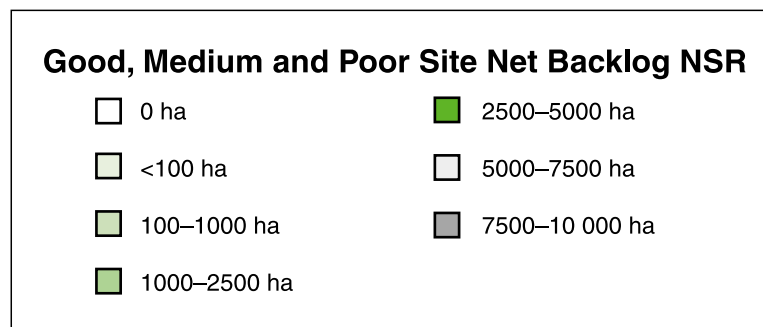 Good, Medium and Poor Site Net Backlog NSR
0 ha
<100 ha
100–1000 ha
1000–2500 ha
2500–5000 ha
5000–7500 ha
7500–10 000 ha